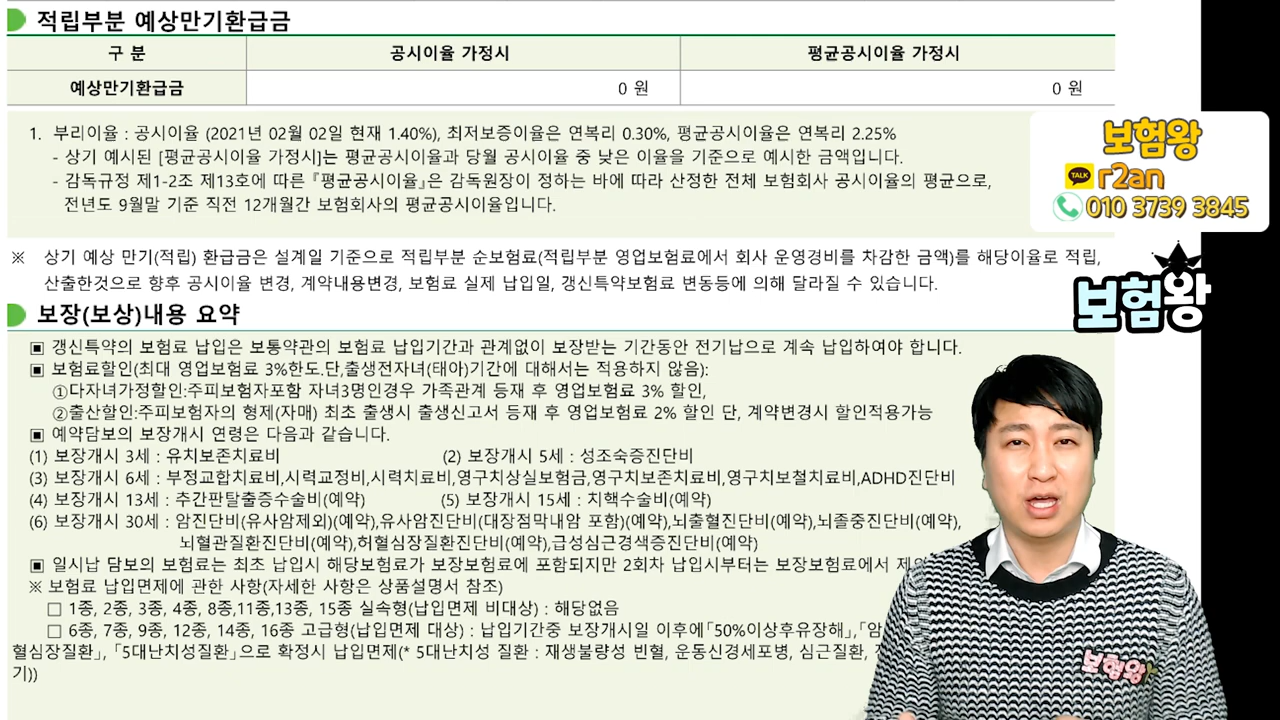 적립부분 예상만기환급금
구 분 공시이율 가정시 평균공시이율 가정시
예상만기환급금 0 원 0 원
1. 부리이율 : 공시이율 (2021년 02월 02일 현재 1.40%), 최저보증이율은 연복리 0.30%, 평균공시이율은 연복리 2.25%
- 상기 예시된 [평균공시이율 가정시]는 평균공시이율과 당월 공시이율 중 낮은 이율을 기준으로 예시한 금액입니다.
- 감독규정 제1-2조 제13호에 따른『평균공시이율』은 감독원장이 정하는 바에 따라 산정한 전체 보험회사 공시이율의 평균으로,
전년도 9월말 기준 직전 12개월간 보험회사의 평균공시이율입니다.
보험왕
TALK r2an
010 3739 3845
※ 상기 예상 만기(적립) 환급금은 설계일 기준으로 적립부분 순보험료(적립부분 영업보험료에서 회사 운영경비를 차감한 금액)를 해당이율로 적립,
산출한것으로 향후 공시이율 변경, 계약내용변경, 보험료 실제 납입일, 갱신특약보험료 변동등에 의해 달라질 수 있습니다.
보험왕
보장(보상)내용 요약
▣ 갱신특약의 보험료 납입은 보통약관의 보험료 납입기간과 관계없이 보장받는 기간동안 전기납으로 계속 납입하여야 합니다.
▣ 보험료할인(최대 영업보험료 3%한도,단,출생전자녀(태아)기간에 대해서는 적용하지 않음):
①다자녀가정할인:주피보험자포함 자녀3명인경우 가족관계 등재 후 영업보험료 3% 할인,
②출산할인:주피보험자의 형제(자매) 최초 출생시 출생신고서 등재 후 영업보험료 2% 할인 단, 계약변경시 할인적용가능
▣ 예약담보의 보장개시 연령은 다음과 같습니다.
(1) 보장개시 3세 : 유치보존치료비 (2) 보장개시 5세 : 성조숙증진단비
(3) 보장개시 6세 : 부정교합치료비,시력교정비,시력치료비,영구치상실보험금,영구치보존치료비,영구치보철치료비,ADHD진단비
(4) 보장개시 13세 : 추간판탈출증수술비(예약) (5) 보장개시 15세 : 치핵수술비(예약)
(6) 보장개시 30세 : 암진단비(유사암제외)(예약),유사암진단비(대장점막내암 포함)(예약),뇌출혈진단비(예약),뇌졸중진단비(예약),
뇌혈관질환진단비(예약),허혈심장질환진단비(예약),급성심근경색증진단비(예약)
▣ 일시납 담보의 보험료는 최초 납입시 해당보험료가 보장보험료에 포함되지만 2회차 납입시부터는 보장보험료에서
※ 보험료 납입면제에 관한 사항(자세한 사항은 상품설명서 참조)
□ 1종, 2종, 3종, 4종, 8종,11종,13종, 15종 실속형(납입면제 비대상) : 해당없음
□ 6종, 7종, 9종, 12종, 14종, 16종 고급형(납입면제 대상) : 납입기간중 보장개시일 이후에「50%이상후유장해」,「암
혈심장질환」, 「5대난치성질환」으로 확정시 납입면제(* 5대난치성 질환 : 재생불량성 빈혈, 운동신경세포병, 심근질환,
기))
보험왕